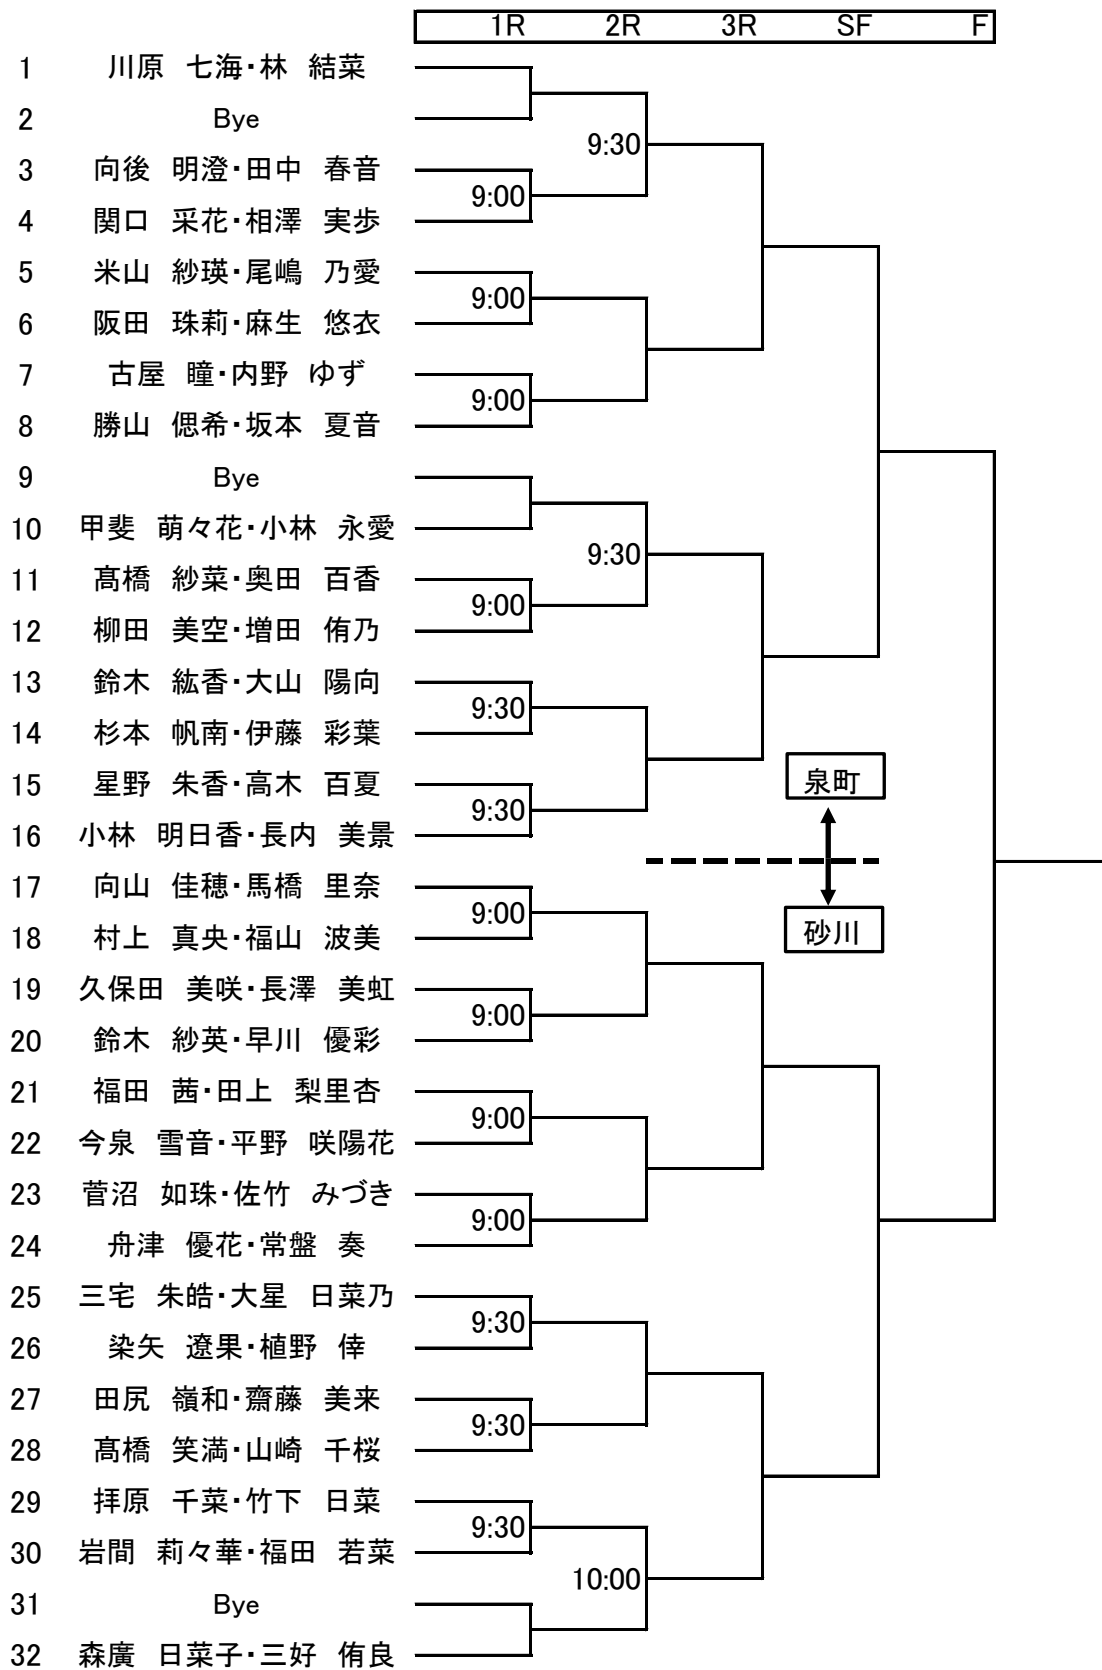 1R 2R 3R SF F
1 川原 七海・林 結菜
2 Bye
9:30
3 向後 明澄・田中 春音
9:00
4 関口 采花・相澤 実歩
5 米山 紗瑛・尾嶋 乃愛
9:00
6 阪田 珠莉・麻生 悠衣
7 古屋 瞳・内野 ゆず
9:00
8 勝山 偲希・坂本 夏音
9 Bye
10 甲斐 萌々花・小林 永愛
9:30
11 髙橋 紗菜・奥田 百香
9:00
12 柳田 美空・増田 侑乃
13 鈴木 紘香・大山 陽向
9:30
14 杉本 帆南・伊藤 彩葉
15 星野 朱香・高木 百夏
泉町
9:30
16 小林 明日香・長内 美景
17 向山 佳穂・馬橋 里奈
9:00
18 村上 真央・福山 波美
砂川
19 久保田 美咲・長澤 美虹
9:00
20 鈴木 紗英・早川 優彩
21 福田 茜・田上 梨里杏
9:00
22 今泉 雪音・平野 咲陽花
23 菅沼 如珠・佐竹 みづき
9:00
24 舟津 優花・常盤 奏
25 三宅 朱皓・大星 日菜乃
9:30
26 染矢 遼果・植野 倖
27 田尻 嶺和・齋藤 美来
9:30
28 髙橋 笑満・山崎 千桜
29 拝原 千菜・竹下 日菜
9:30
30 岩間 莉々華・福田 若菜
10:00
31 Bye
32 森廣 日菜子・三好 侑良